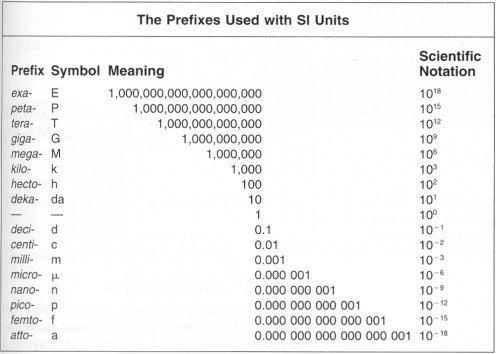 The Prefixes Used with SI Units
Scientific
Prefix Symbol Meaning Notation
exa- E 1,000,000,000,000,000,000 10¹⁸
peta- P 1,000,000,000,000,000 10¹⁵
tera- T 1,000,000,000,000 10¹²
giga- G 1,000,000,000 10⁹
mega- M 1,000,000 10⁶
kilo- k 1,000 10³
hecto- h 100 10²
deka- da 10 10¹
— — 1 10⁰
deci- d 0.1 10⁻¹
centi- c 0.01 10⁻²
milli- m 0.001 10⁻³
micro- μ 0.000 001 10⁻⁶
nano- n 0.000 000 001 10⁻⁹
pico- p 0.000 000 000 001 10⁻¹²
femto- f 0.000 000 000 000 001 10⁻¹⁵
atto- a 0.000 000 000 000 000 001 10⁻¹⁸